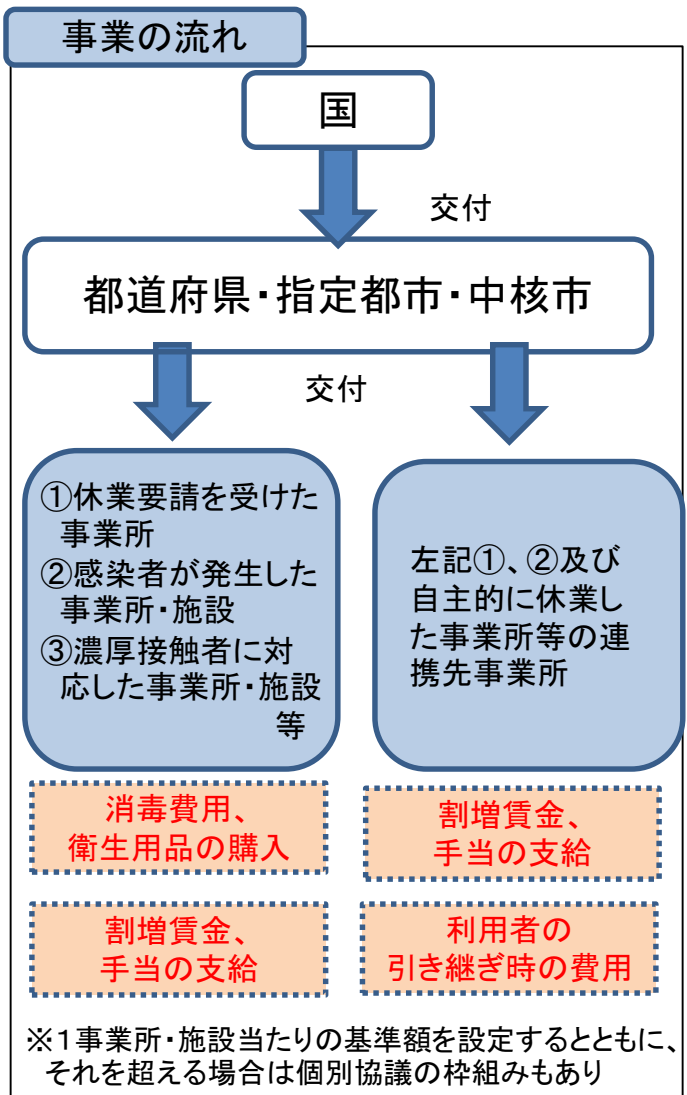 事業の流れ
国
交付
都道府県・指定都市・中核市
交付
①休業要請を受けた
事業所
②感染者が発生した
事業所・施設
③濃厚接触者に対
応した事業所・施設
等
左記①、②及び
自主的に休業し
た事業所等の連
携先事業所
消毒費用、
衛生用品の購入
割増賃金、
手当の支給
割増賃金、
手当の支給
利用者の
引き継ぎ時の費用
※1事業所・施設当たりの基準額を設定するとともに、
それを超える場合は個別協議の枠組みもあり